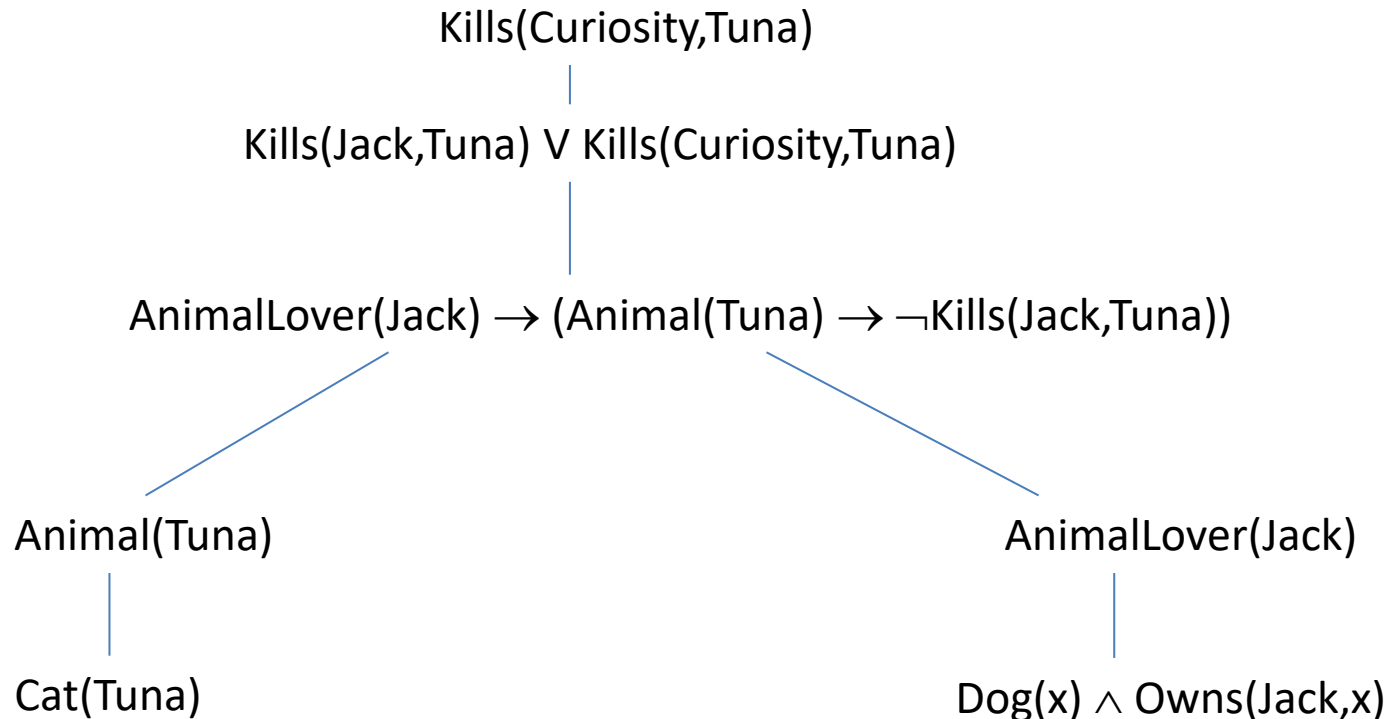 Kills(Curiosity,Tuna)
Kills(Jack,Tuna) V Kills(Curiosity,Tuna)
AnimalLover(Jack) → (Animal(Tuna) → ¬Kills(Jack,Tuna))
Animal(Tuna)
AnimalLover(Jack)
Cat(Tuna)
Dog(x) ∧ Owns(Jack,x)